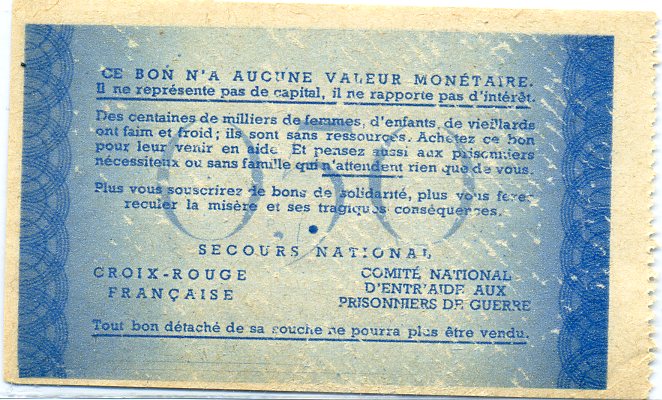 CE BON N'A AUCUNE VALEUR MONÉTAIRE.
Il ne représente pas de capital, il ne rapporte pas d'intérêt.
Des centaines de milliers de femmes, d'enfants, de vieillards
ont faim et froid ; ils sont sans ressources. Achetez ce bon
pour leur venir en aide. Et pensez aussi aux prisonniers
nécessiteux ou sans famille qui n'attendent rien que de vous.
Plus vous souscrirez de bons de solidarité, plus vous ferez
reculer la misère et ses tragiques conséquences.
0,50
SECOURS NATIONAL
CROIX-ROUGE
FRANÇAISE
COMITÉ NATIONAL
D'ENTR'AIDE AUX
PRISONNIERS DE GUERRE
Tout bon détaché de sa souche ne pourra plus être vendu.